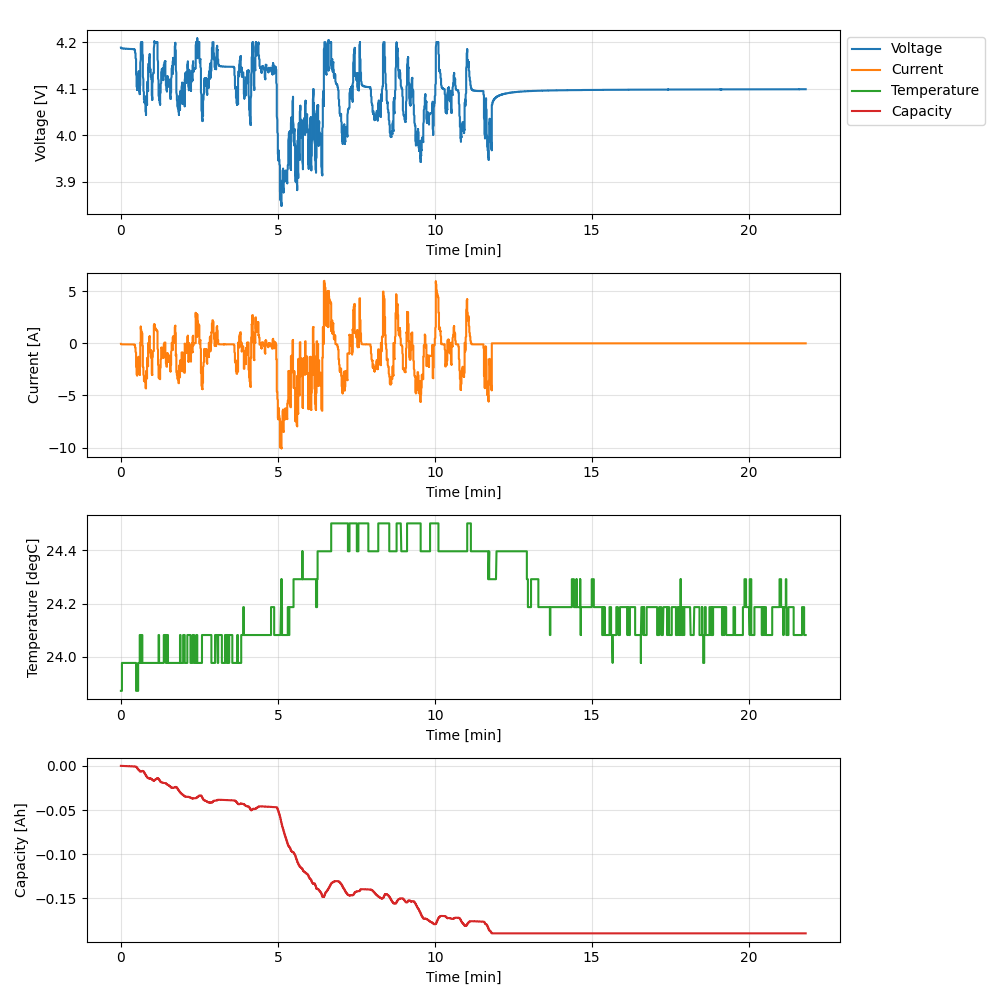 4.2
4.1
4.0
3.9
Voltage [V]
0 5 10 15 20
Time [min]
Voltage
Current
Temperature
Capacity
5
0
−5
−10
Current [A]
0 5 10 15 20
Time [min]
24.4
24.2
24.0
Temperature [degC]
0 5 10 15 20
Time [min]
0.00
−0.05
−0.10
−0.15
Capacity [Ah]
0 5 10 15 20
Time [min]